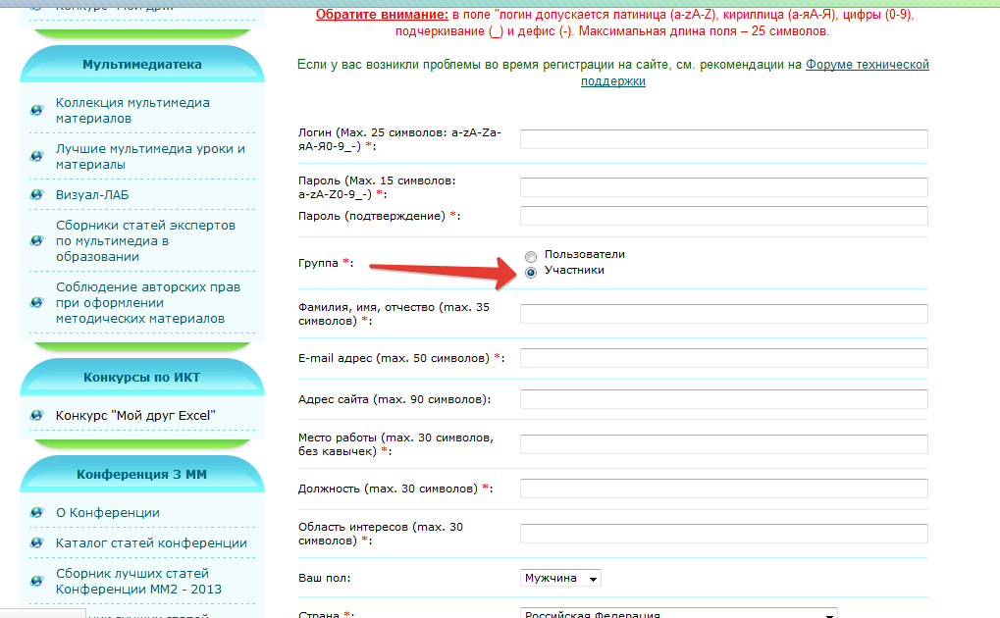 Конкурс "Мой др...
Мультимедиатека
Коллекция мультимедиа
материалов
Лучшие мультимедиа уроки и
материалы
Визуал-ЛАБ
Сборники статей экспертов
по мультимедиа в
образовании
Соблюдение авторских прав
при оформлении
методических материалов
Конкурсы по ИКТ
Конкурс "Мой друг Excel"
Конференция 3 ММ
О Конференции
Каталог статей конференции
Сборник лучших статей
Конференции ММ2 - 2013
Обратите внимание: в поле "логин допускается латиница (a-zA-Z), кириллица (а-яА-Я), цифры (0-9),
подчеркивание (_) и дефис (-). Максимальная длина поля – 25 символов.
Если у вас возникли проблемы во время регистрации на сайте, см. рекомендации на Форуме технической
поддержки
Логин (Max. 25 символов: a-zA-Zа-
яА-Я0-9_-) *:
Пароль (Max. 15 символов:
a-zA-Z0-9_-) *:
Пароль (подтверждение) *:
Группа *:
Пользователи
Участники
Фамилия, имя, отчество (max. 35
символов) *:
E-mail адрес (max. 50 символов) *:
Адрес сайта (max. 90 символов):
Место работы (max. 30 символов,
без кавычек) *:
Должность (max. 30 символов) *:
Область интересов (max. 30
символов) *:
Ваш пол:
Мужчина
Страна *:
Российская Федерация